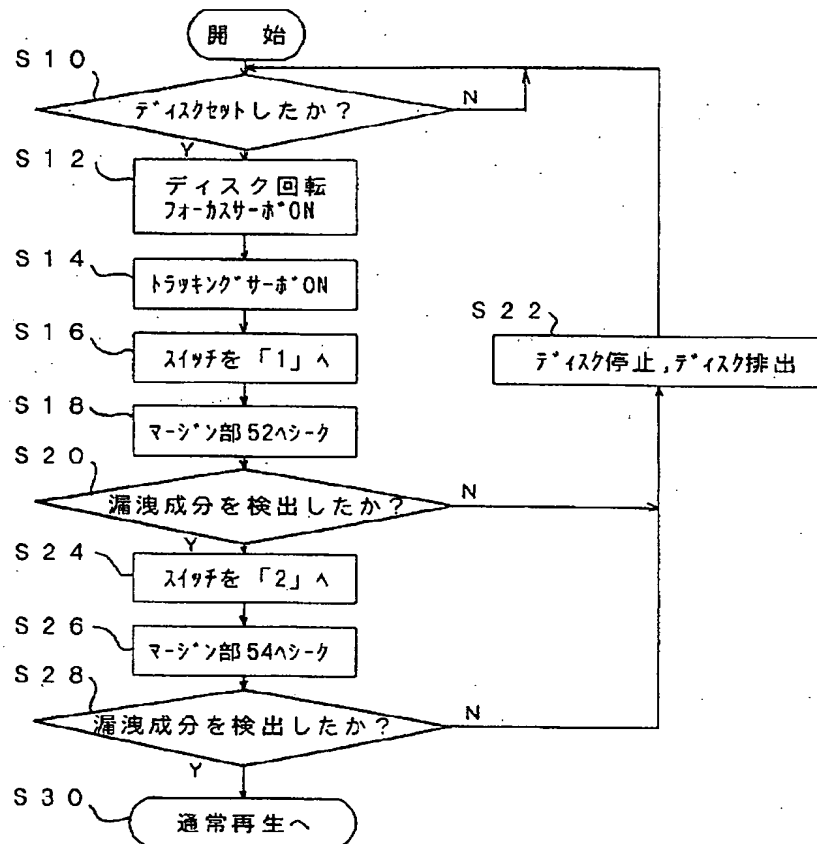 開 始
S10
ディスクセットしたか?
N
Y
S12
ディスク回転
フォーカスサーボON
S14
トラッキングサーボON
S16
スイッチを「1」へ
S18
マージン部52へシーク
S20
漏洩成分を検出したか?
N
Y
S22
ディスク停止,ディスク排出
S24
スイッチを「2」へ
S26
マージン部54へシーク
S28
漏洩成分を検出したか?
N
Y
S30
通常再生へ